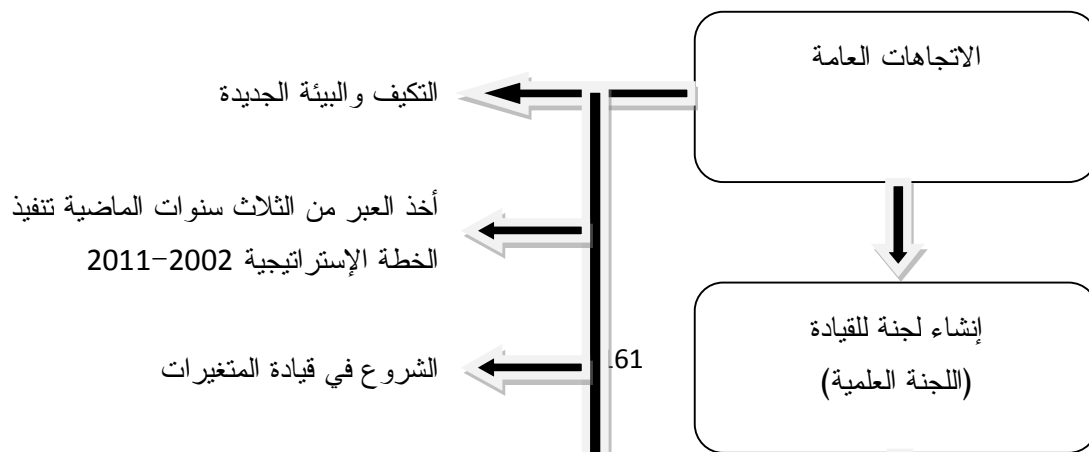 الاتجاهات العامة
التكيف والبيئة الجديدة
أخذ العبر من الثلاث سنوات الماضية تنفيذ
الخطة الإستراتيجية 2002-2011
إنشاء لجنة للقيادة
(اللجنة العلمية)
الشروع في قيادة المتغيرات
161